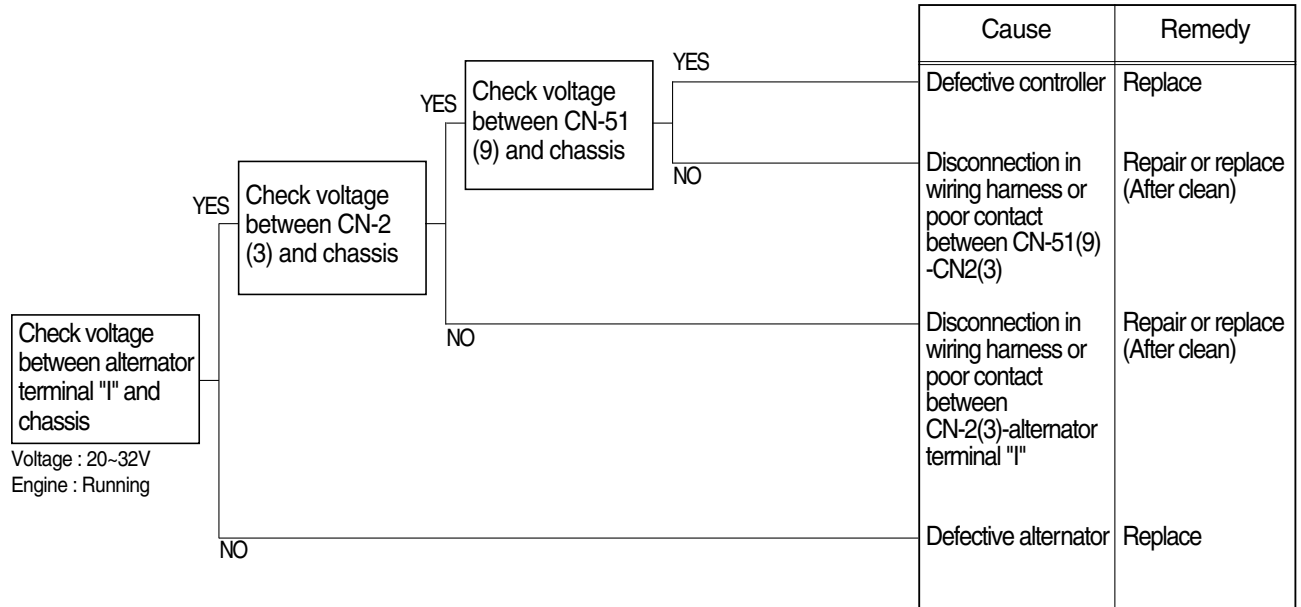 Cause
Remedy
YES
Check voltage
between CN-51
(9) and chassis
YES
NO
Defective controller
Replace
Disconnection in
wiring harness or
poor contact
between CN-51(9)
-CN2(3)
Repair or replace
(After clean)
Check voltage
between CN-2
(3) and chassis
YES
NO
Disconnection in
wiring harness or
poor contact
between
CN-2(3)-alternator
terminal "I"
Repair or replace
(After clean)
Check voltage
between alternator
terminal "I" and
chassis
Voltage : 20~32V
Engine : Running
NO
Defective alternator
Replace